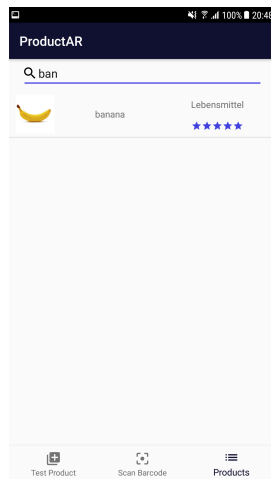 100% 20:48
ProductAR
ban
banana
Lebensmittel
Test Product
Scan Barcode
Products